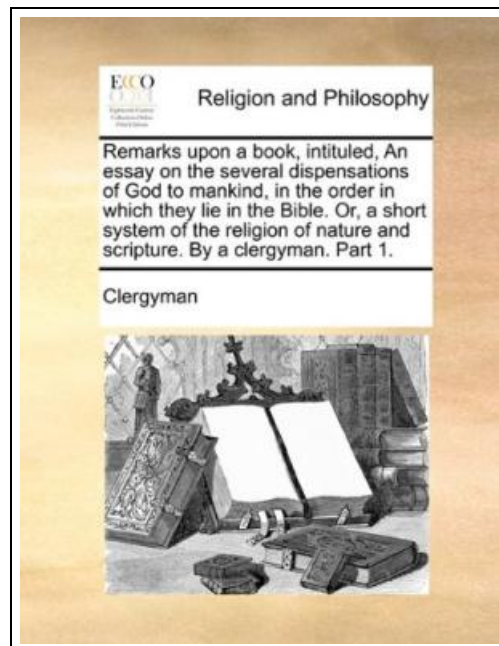 ECCO
Religion and Philosophy
Remarks upon a book, intituled, An
essay on the several dispensations
of God to mankind, in the order in
which they lie in the Bible. Or, a short
system of the religion of nature and
scripture. By a clergyman. Part 1.
Clergyman